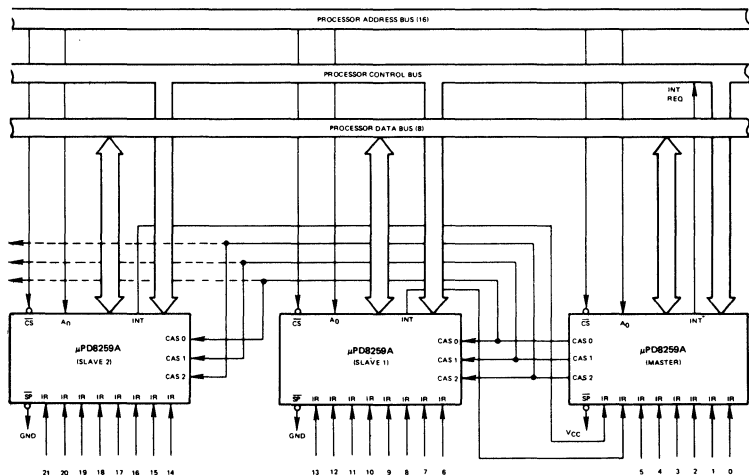 PROCESSOR ADDRESS BUS (16)
PROCESSOR CONTROL BUS
INT
REQ
PROCESSOR DATA BUS (8)
CS A0 INT
CAS 0
µPD8259A
(SLAVE 2)
CAS 1
CAS 2
SP IR IR IR IR IR IR IR IR
GND
21 20 19 18 17 16 15 14
CS A0 INT
CAS 0
µPD8259A
(SLAVE 1)
CAS 1
CAS 2
SP IR IR IR IR IR IR IR IR
GND
13 12 11 10 9 8 7 6
CS A0 INT
CAS 0
µPD8259A
(MASTER)
CAS 1
CAS 2
SP IR IR IR IR IR IR IR IR
VCC
5 4 3 2 1 0